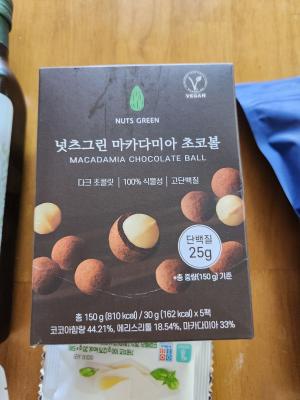 NUTS GREEN
VEGAN
넛츠그린 마카다미아 초코볼
MACADAMIA CHOCOLATE BALL
다크 초콜릿 | 100% 식물성 | 고단백질
단백질
25g
*총 중량(150 g) 기준
총 150 g (810 kcal) / 30 g (162 kcal) x 5팩
코코아함량 44.21%, 에리스리톨 18.54%, 마카다미아 33%